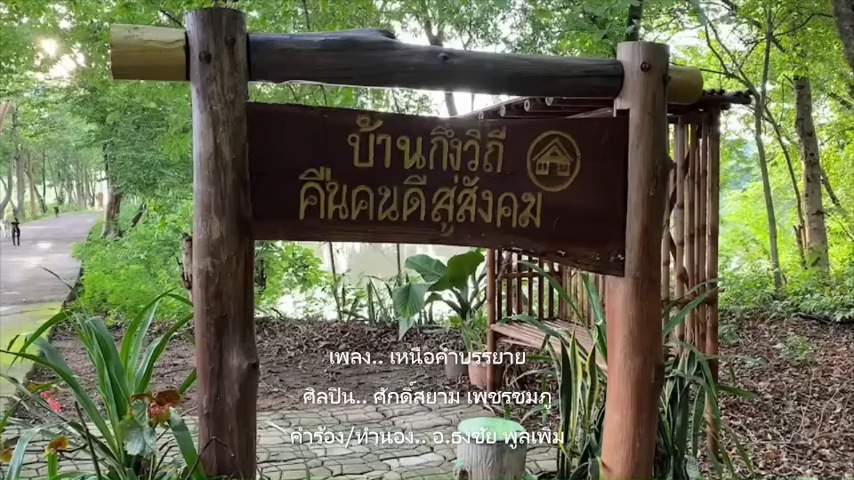 บ้านกึ่งวิถี
คืนคนดีสู่สังคม
เพลง.. เหนือคำบรรยาย
ศิลปิน.. ศักดิ์สยาม เพชรชมภู
คำร้อง/ทำนอง.. อ.ธงชัย พูลเพิ่ม